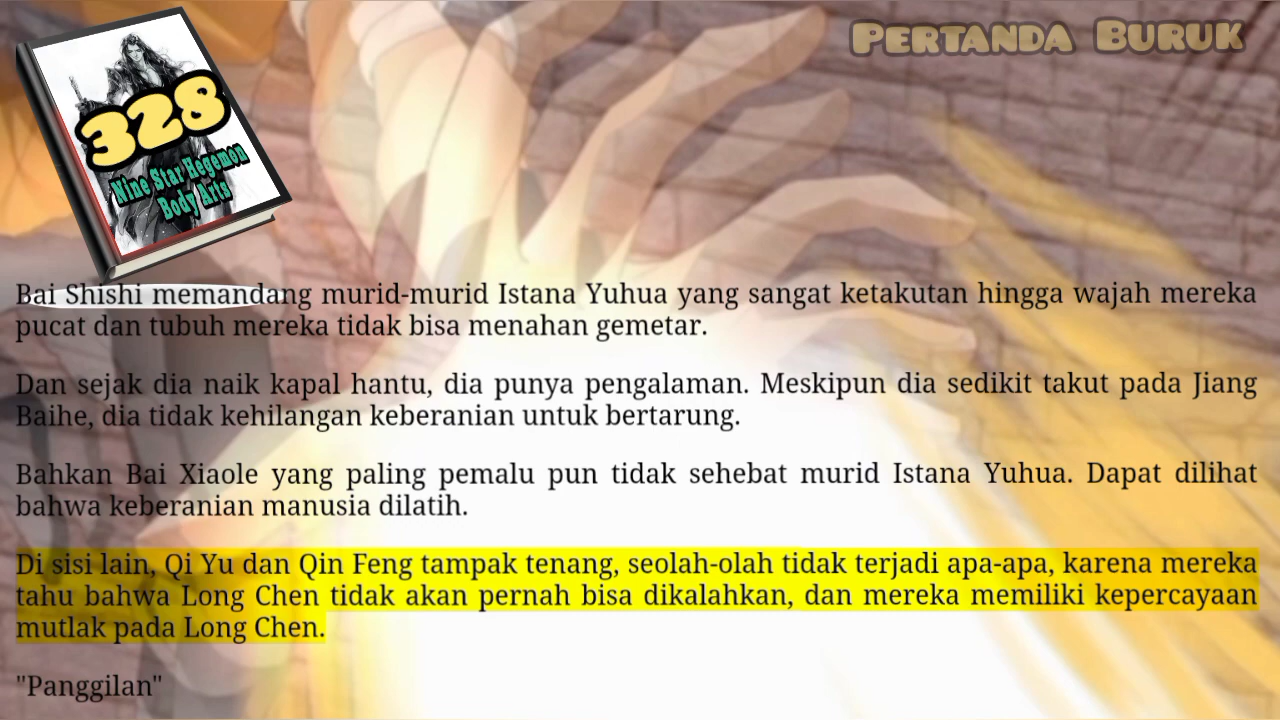 Pertanda Buruk
328
Nine Star Hegemon
Body Arts
Bai Shishi memandang murid-murid Istana Yuhua yang sangat ketakutan hingga wajah mereka
pucat dan tubuh mereka tidak bisa menahan gemetar.
Dan sejak dia naik kapal hantu, dia punya pengalaman. Meskipun dia sedikit takut pada Jiang
Baihe, dia tidak kehilangan keberanian untuk bertarung.
Bahkan Bai Xiaole yang paling pemalu pun tidak sehebat murid Istana Yuhua. Dapat dilihat
bahwa keberanian manusia dilatih.
Di sisi lain, Qi Yu dan Qin Feng tampak tenang, seolah-olah tidak terjadi apa-apa, karena mereka
tahu bahwa Long Chen tidak akan pernah bisa dikalahkan, dan mereka memiliki kepercayaan
mutlak pada Long Chen.
"Panggilan"